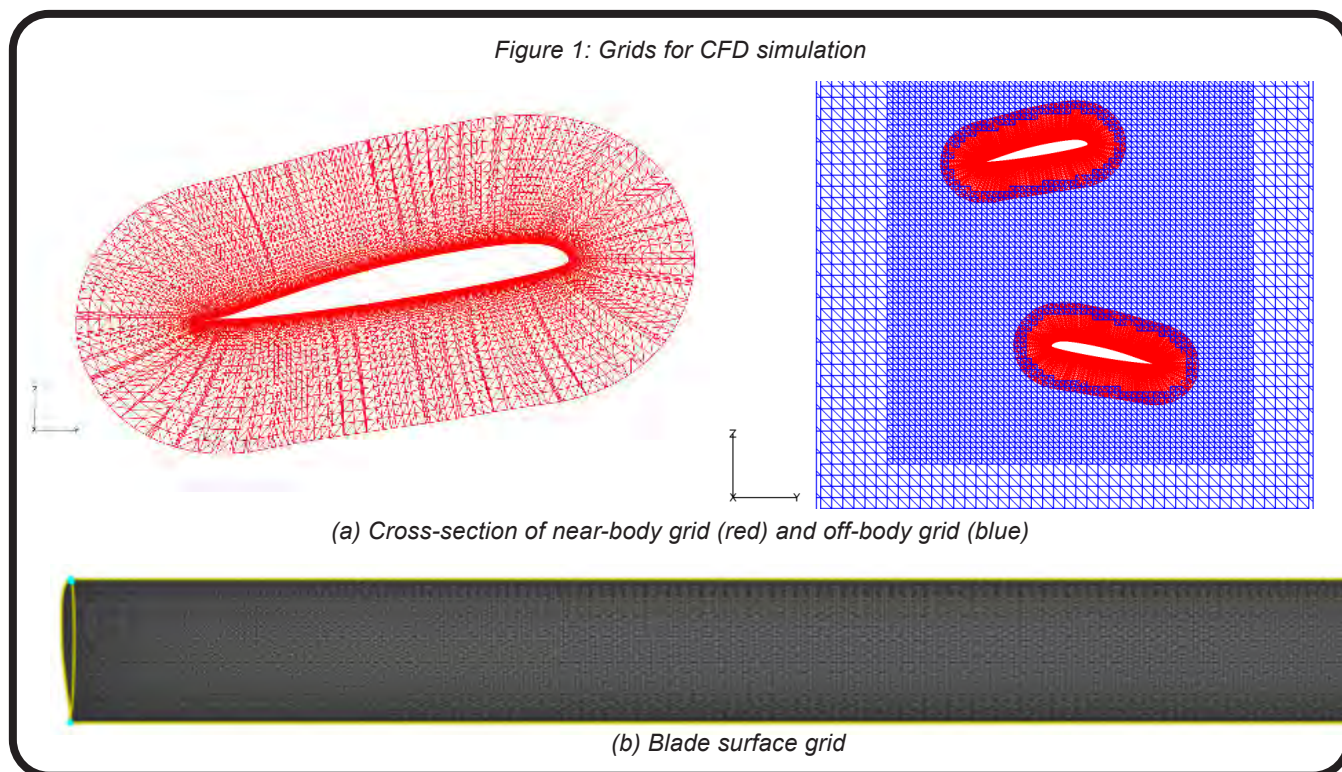 Figure 1: Grids for CFD simulation
Z
X
Y
(a) Cross-section of near-body grid (red) and off-body grid (blue)
(b) Blade surface grid